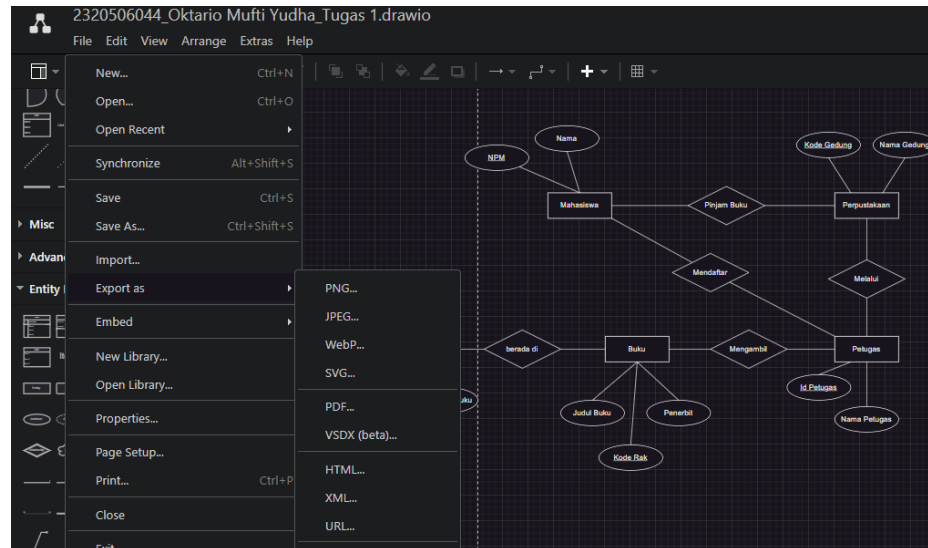 2320506044_Oktario Mufti Yudha_Tugas 1.drawio
File Edit View Arrange Extras Help
New... Ctrl+N
Open... Ctrl+O
Open Recent
Synchronize Alt+Shift+S
Save Ctrl+S
Save As... Ctrl+Shift+S
Import...
Export as
Embed
New Library...
Open Library...
Properties...
Page Setup...
Print... Ctrl+P
Close
Exit
PNG...
JPEG...
WebP...
SVG...
PDF...
VSDX (beta)...
HTML...
XML...
URL...
Misc
Advan
Entity
Nama
NPM
Kode Gedung
Nama Gedung
Mahasiswa
Pinjam Buku
Perpustakaan
Mendaftar
Melalui
berada di
Buku
Mengambil
Petugas
Id Petugas
Judul Buku
Penerbit
Nama Petugas
Kode Rak